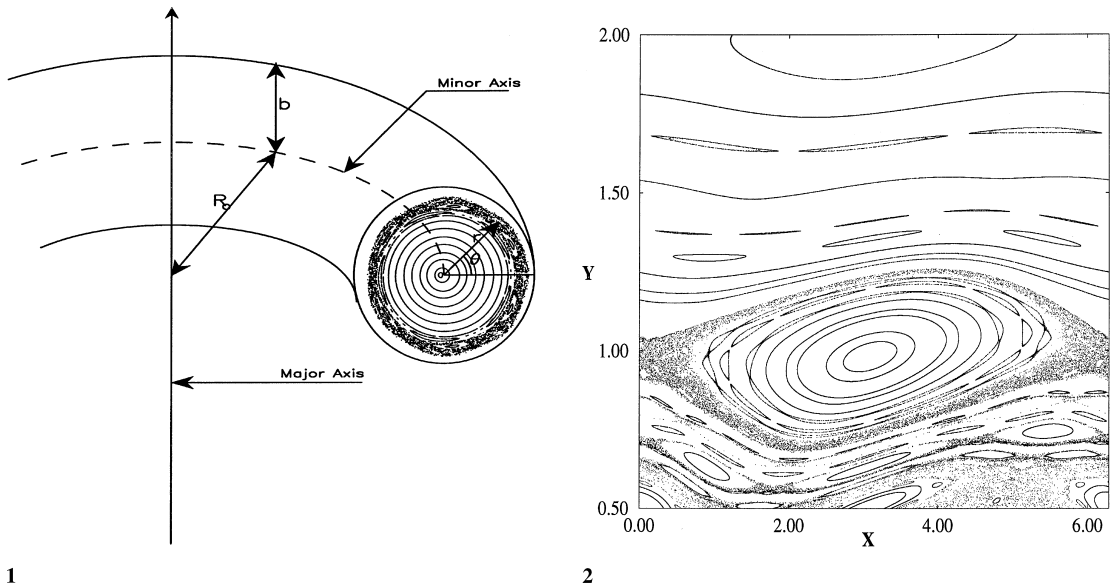 Minor Axis
b
R₀
r
θ
Major Axis
1
2.00
1.50
Y
1.00
0.50
0.00
2.00
4.00
6.00
X
2